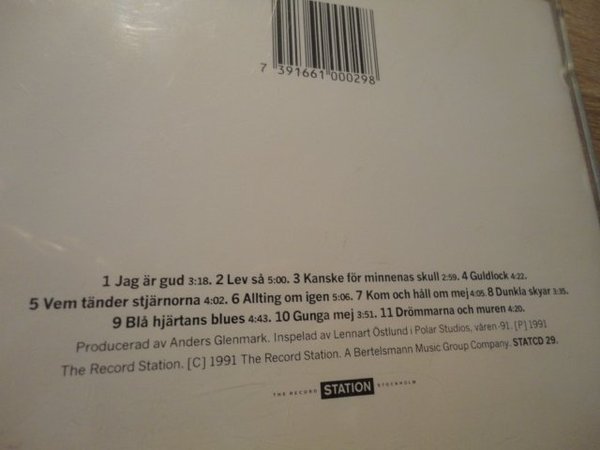 7 391661 000298
1 Jag är gud 3:18. 2 Lev så 5:00. 3 Kanske för minnenas skull 2:59. 4 Guldlock 4:22.
5 Vem tänder stjärnorna 4:02. 6 Allting om igen 5:06. 7 Kom och håll om mej 4:05. 8 Dunkla skyar 3:35.
9 Blå hjärtans blues 4:43. 10 Gunga mej 3:51. 11 Drömmarna och muren 4:20.
Producerad av Anders Glenmark. Inspelad av Lennart Östlund i Polar Studios, våren-91. [P] 1991
The Record Station. [C] 1991 The Record Station. A Bertelsmann Music Group Company. STATCD 29.
THE RECORD STATION STOCKHOLM